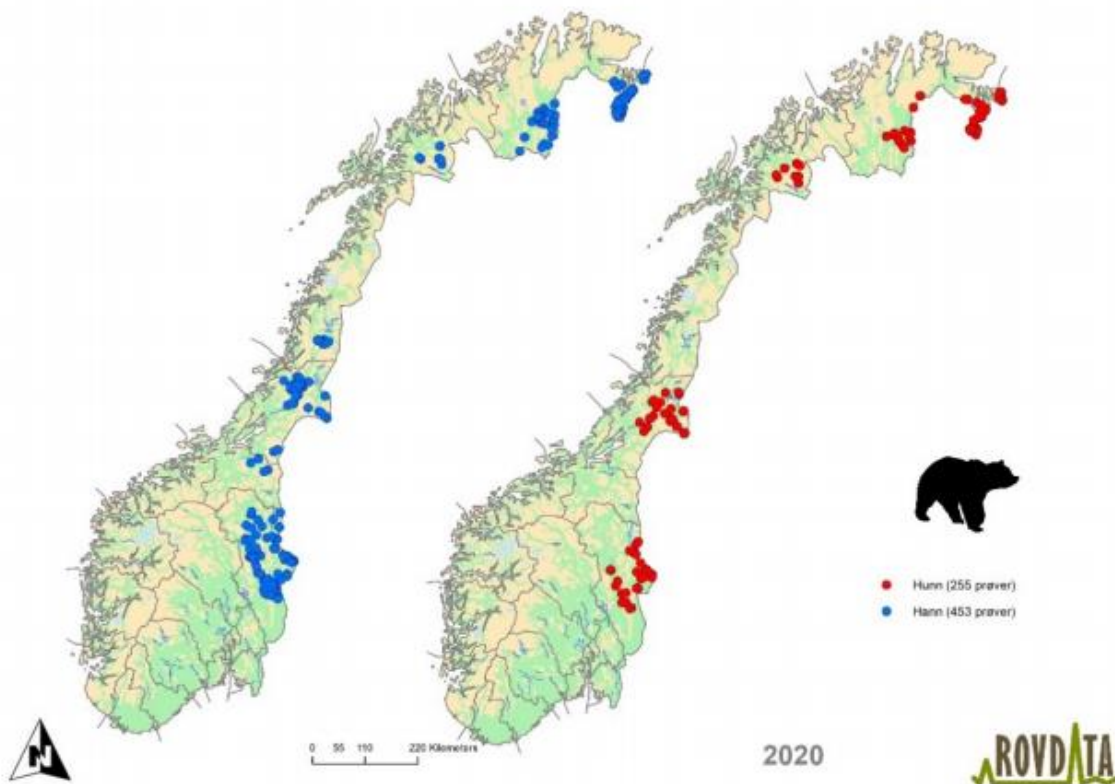 Hunn (255 prøver)
Hann (453 prøver)
N
0 55 110 220 Kilometers
2020
ROVDATA